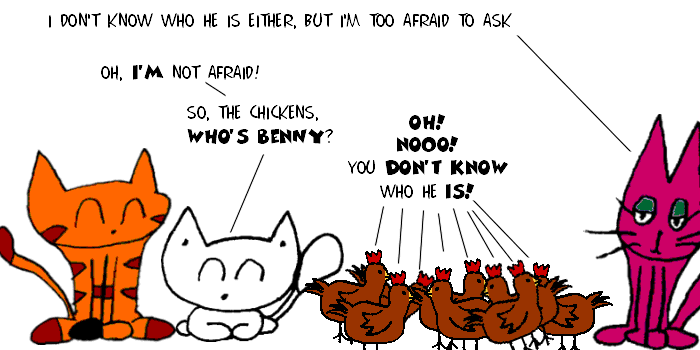 I DON'T KNOW WHO HE IS EITHER, BUT I'M TOO AFRAID TO ASK
OH, I'M NOT AFRAID!
SO, THE CHICKENS,
WHO'S BENNY?
OH!
NOOO!
YOU DON'T KNOW
WHO HE IS!